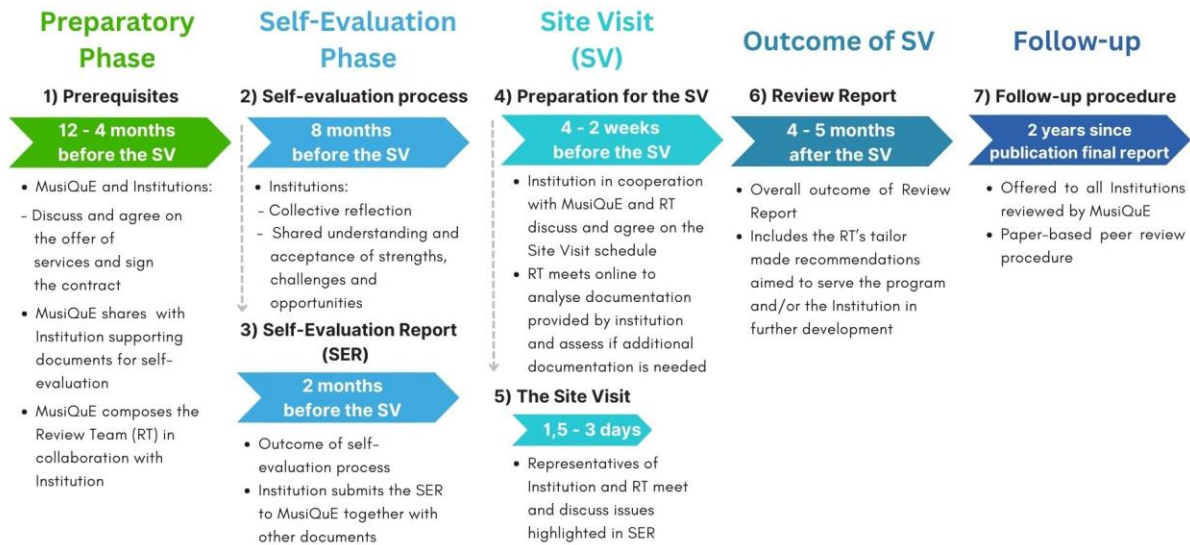 Preparatory
Phase
1) Prerequisites
12 - 4 months
before the SV
• MusiQuE and Institutions:
- Discuss and agree on
the offer of
services and sign
the contract
• MusiQuE shares with
Institution supporting
documents for self-
evaluation
• MusiQuE composes the
Review Team (RT) in
collaboration with
Institution
Self-Evaluation
Phase
2) Self-evaluation process
8 months
before the SV
• Institutions:
- Collective reflection
- Shared understanding and
acceptance of strengths,
challenges and
opportunities
3) Self-Evaluation Report
(SER)
2 months
before the SV
• Outcome of self-
evaluation process
• Institution submits the SER
to MusiQuE together with
other documents
Site Visit
(SV)
4) Preparation for the SV
4 - 2 weeks
before the SV
• Institution in cooperation
with MusiQuE and RT
discuss and agree on the
Site Visit schedule
• RT meets online to
analyse documentation
provided by institution
and assess if additional
documentation is needed
5) The Site Visit
1,5 - 3 days
• Representatives of
Institution and RT meet
and discuss issues
highlighted in SER
Outcome of SV
6) Review Report
4 - 5 months
after the SV
• Overall outcome of Review
Report
• Includes the RT's tailor
made recommendations
aimed to serve the program
and/or the Institution in
further development
Follow-up
7) Follow-up procedure
2 years since
publication final report
• Offered to all Institutions
reviewed by MusiQuE
• Paper-based peer review
procedure